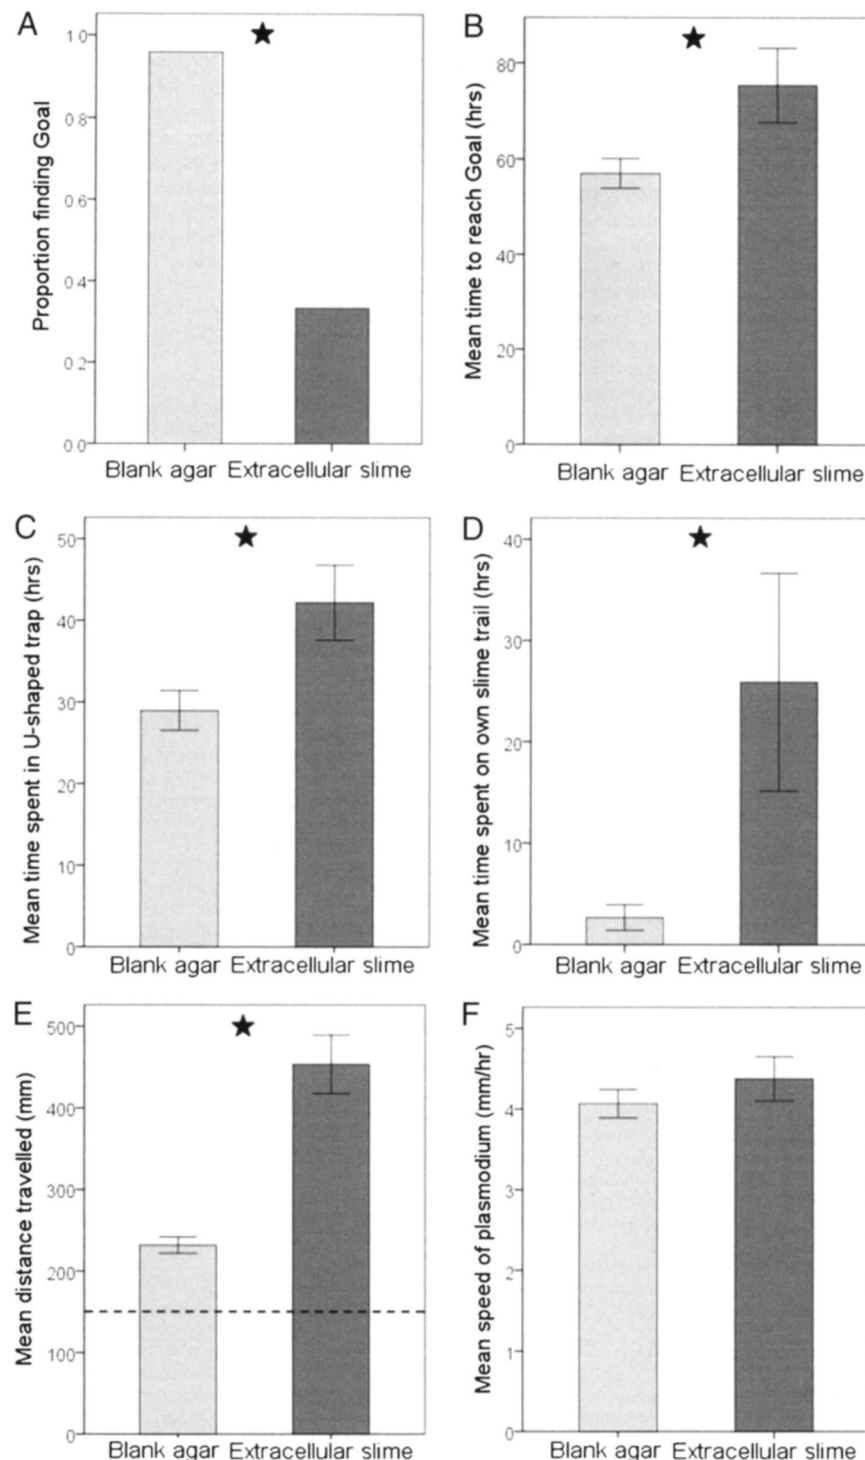 A
Proportion finding Goal
1 0
0 8
0 6
0 4
0 2
0 0
Blank agar Extracellular slime
B
Mean time to reach Goal (hrs)
80
60
40
20
0
Blank agar Extracellular slime
C
Mean time spent in U-shaped trap (hrs)
50
40
30
20
10
0
Blank agar Extracellular slime
D
Mean time spent on own slime trail (hrs)
40
30
20
10
0
Blank agar Extracellular slime
E
Mean distance travelled (mm)
500
400
300
200
100
0
Blank agar Extracellular slime
F
Mean speed of plasmodium (mm/hr)
5
4
3
2
1
0
Blank agar Extracellular slime